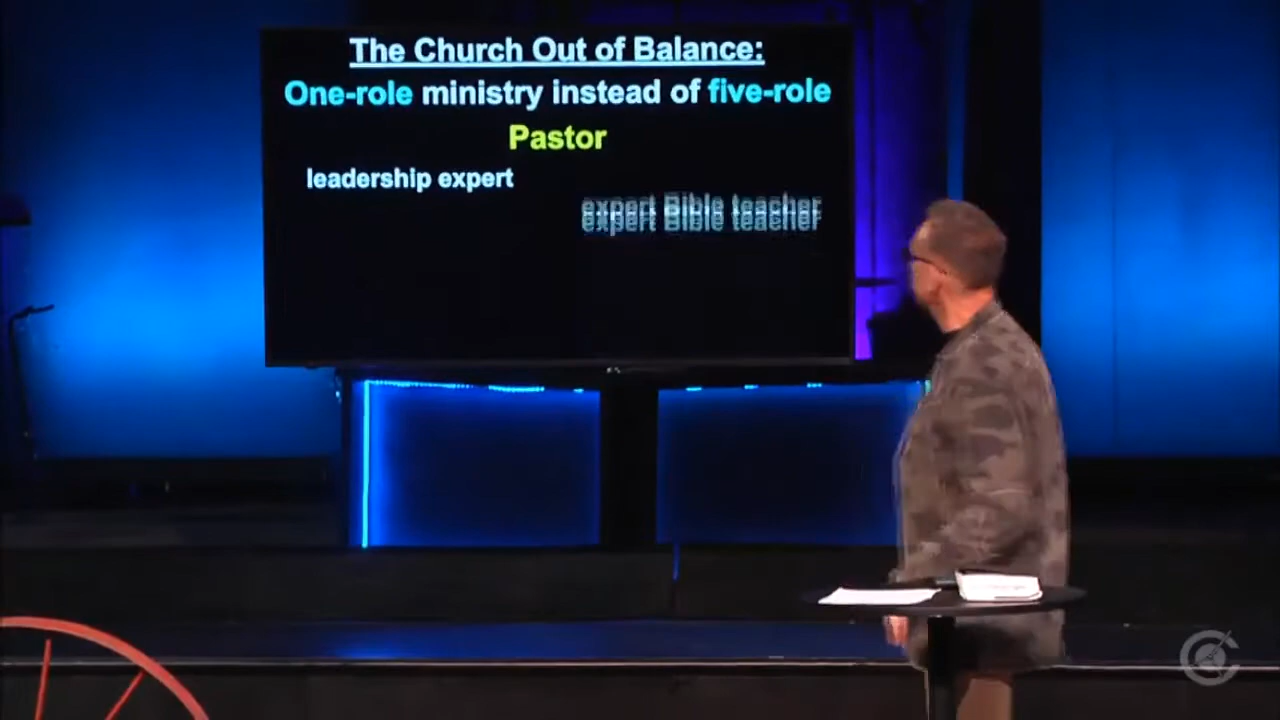 The Church Out of Balance:
One-role ministry instead of five-role
Pastor
leadership expert
expert Bible teacher